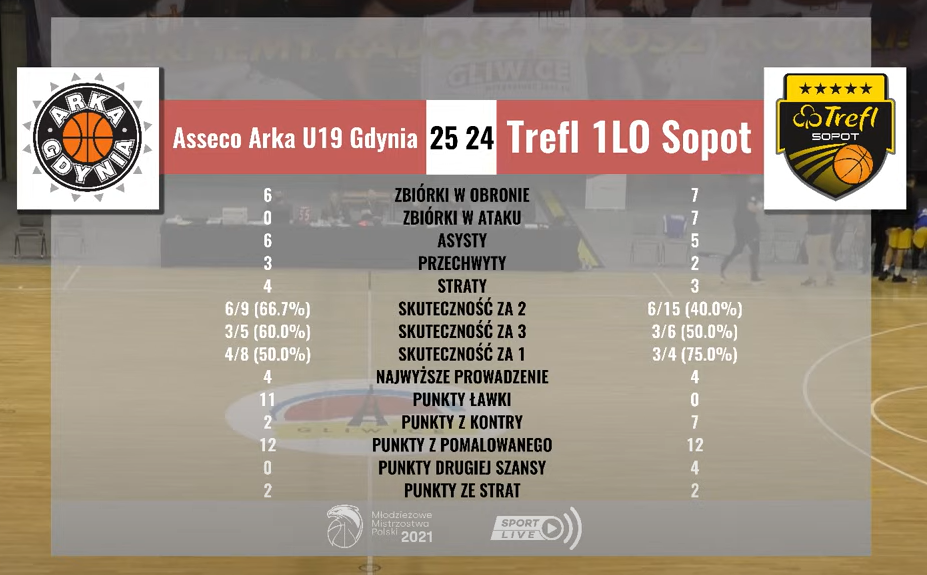 GLIWICE
ARKA
GDYNIA
Asseco Arka U19 Gdynia 25 24 Trefl 1LO Sopot
Trefl
SOPOT
6 ZBIÓRKI W OBRONIE 7
0 ZBIÓRKI W ATAKU 7
6 ASYSTY 5
3 PRZECHWYTY 2
4 STRATY 3
6/9 (66.7%) SKUTECZNOŚĆ ZA 2 6/15 (40.0%)
3/5 (60.0%) SKUTECZNOŚĆ ZA 3 3/6 (50.0%)
4/8 (50.0%) SKUTECZNOŚĆ ZA 1 3/4 (75.0%)
4 NAJWYŻSZE PROWADZENIE 4
11 PUNKTY ŁAWKI 0
2 PUNKTY Z KONTRY 7
12 PUNKTY Z POMALOWANEGO 12
0 PUNKTY DRUGIEJ SZANSY 4
2 PUNKTY ZE STRAT 2
Młodzieżowe
Mistrzostwa
Polski 2021
SPORT
LIVE